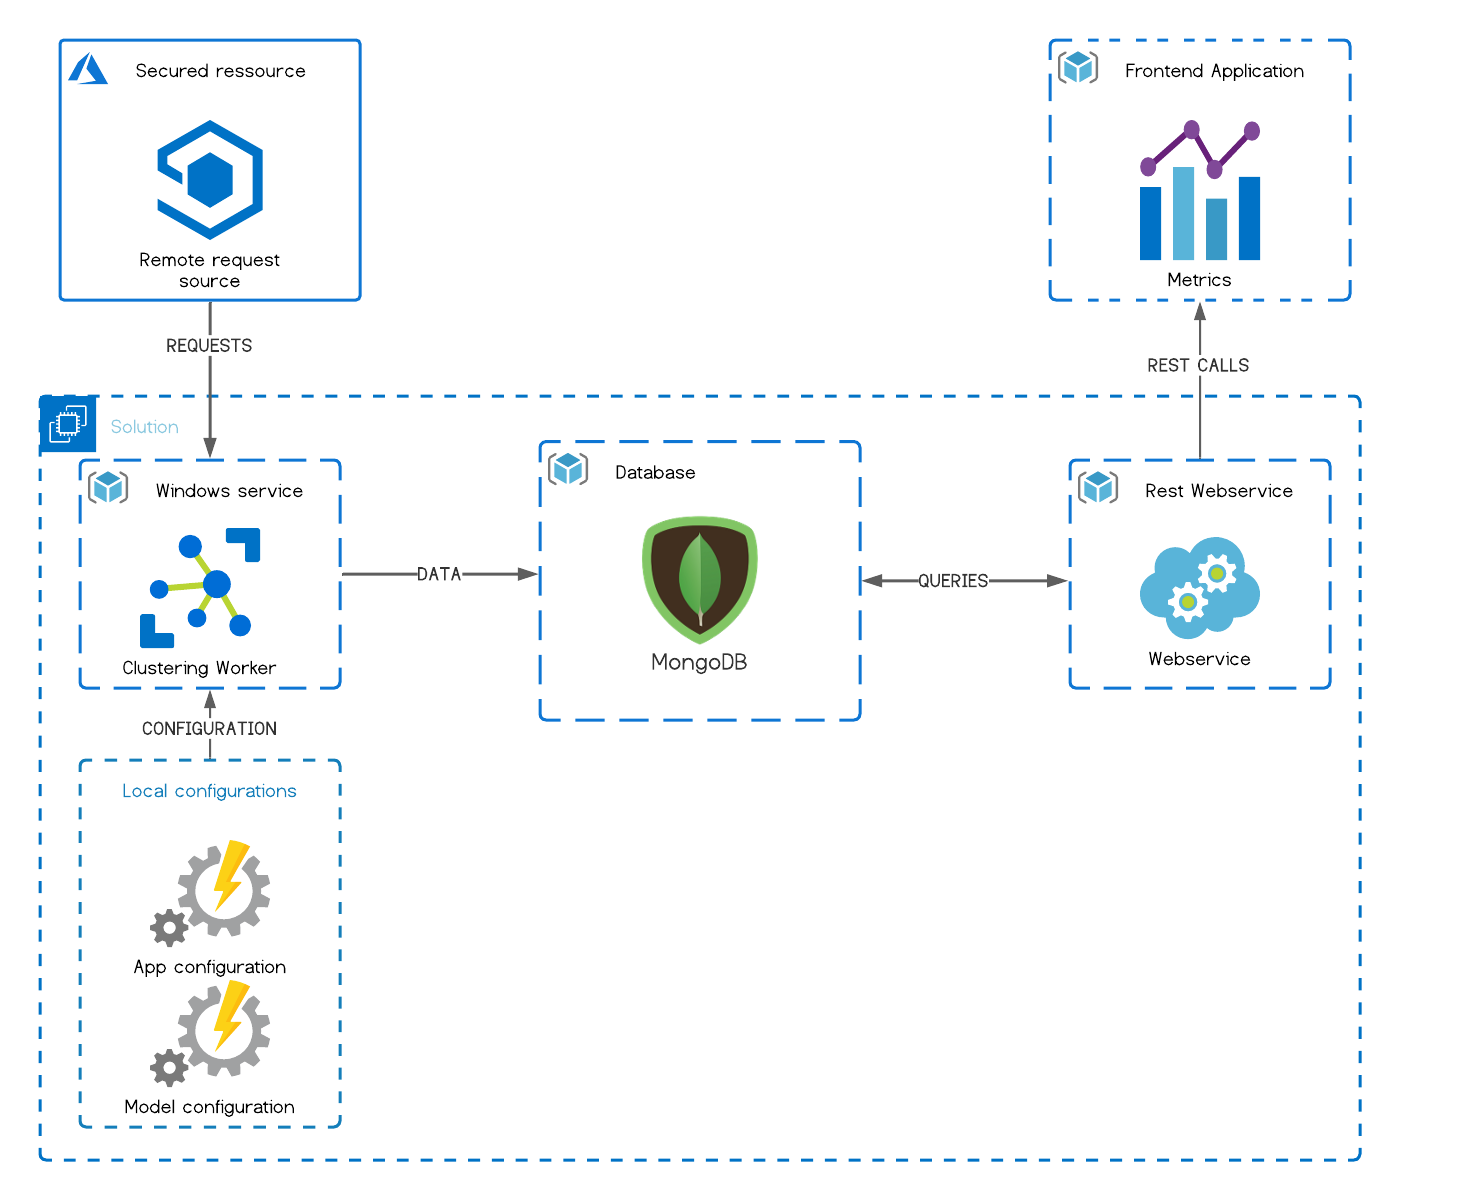 Secured ressource
Remote request
source
Frontend Application
Metrics
REQUESTS
REST CALLS
Solution
Windows service
Clustering Worker
DATA
Database
MongoDB
QUERIES
Rest Webservice
Webservice
CONFIGURATION
Local configurations
App configuration
Model configuration